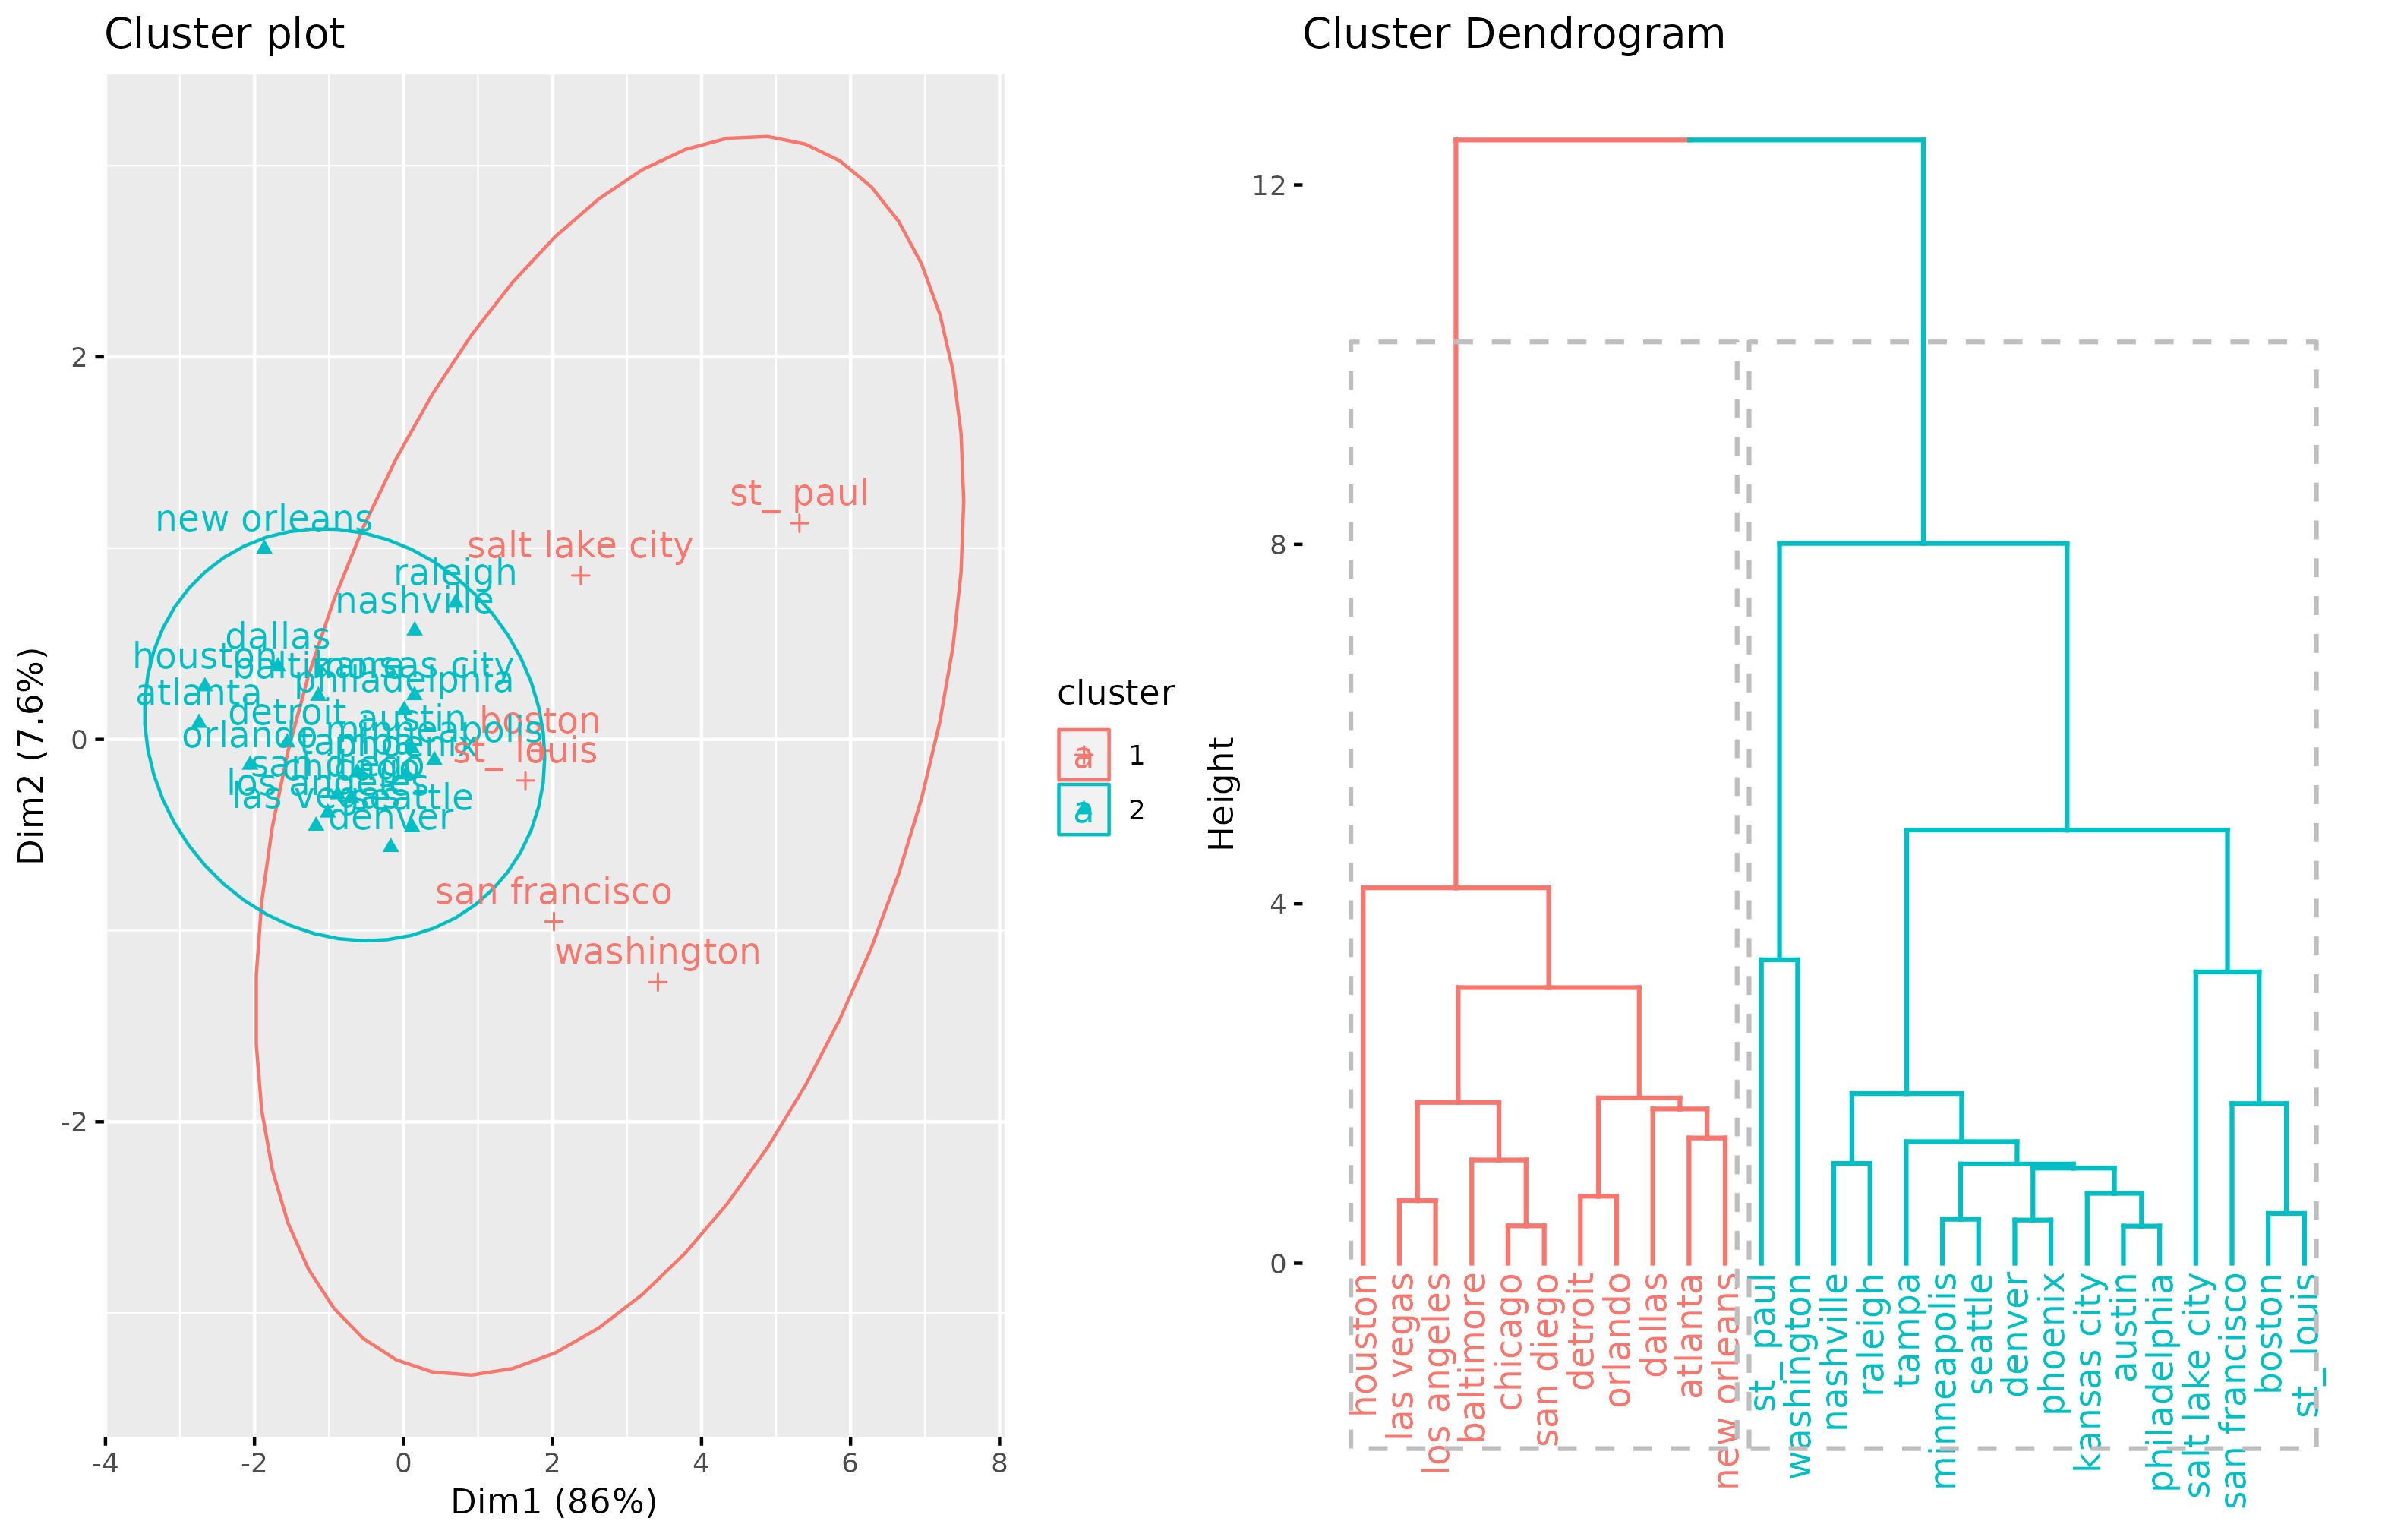 Cluster plot
Cluster Dendrogram
12
8
4
0
Height
2
0
-2
Dim2 (7.6%)
new orleans
st_ paul
salt lake city
raleigh
nashville
dallas
houston
baltimore
kansas city
philadelphia
atlanta
detroit
austin
boston
orlando
minneapolis
tampa
phoenix
st_ louis
san diego
chicago
los angeles
las vegas
seattle
denver
san francisco
washington
-4
-2
0
2
4
6
8
Dim1 (86%)
cluster
a
1
a
2
houston
las vegas
los angeles
baltimore
chicago
san diego
detroit
orlando
dallas
atlanta
new orleans
st_ paul
washington
nashville
raleigh
tampa
minneapolis
seattle
denver
phoenix
kansas city
austin
philadelphia
salt lake city
san francisco
boston
st_ louis